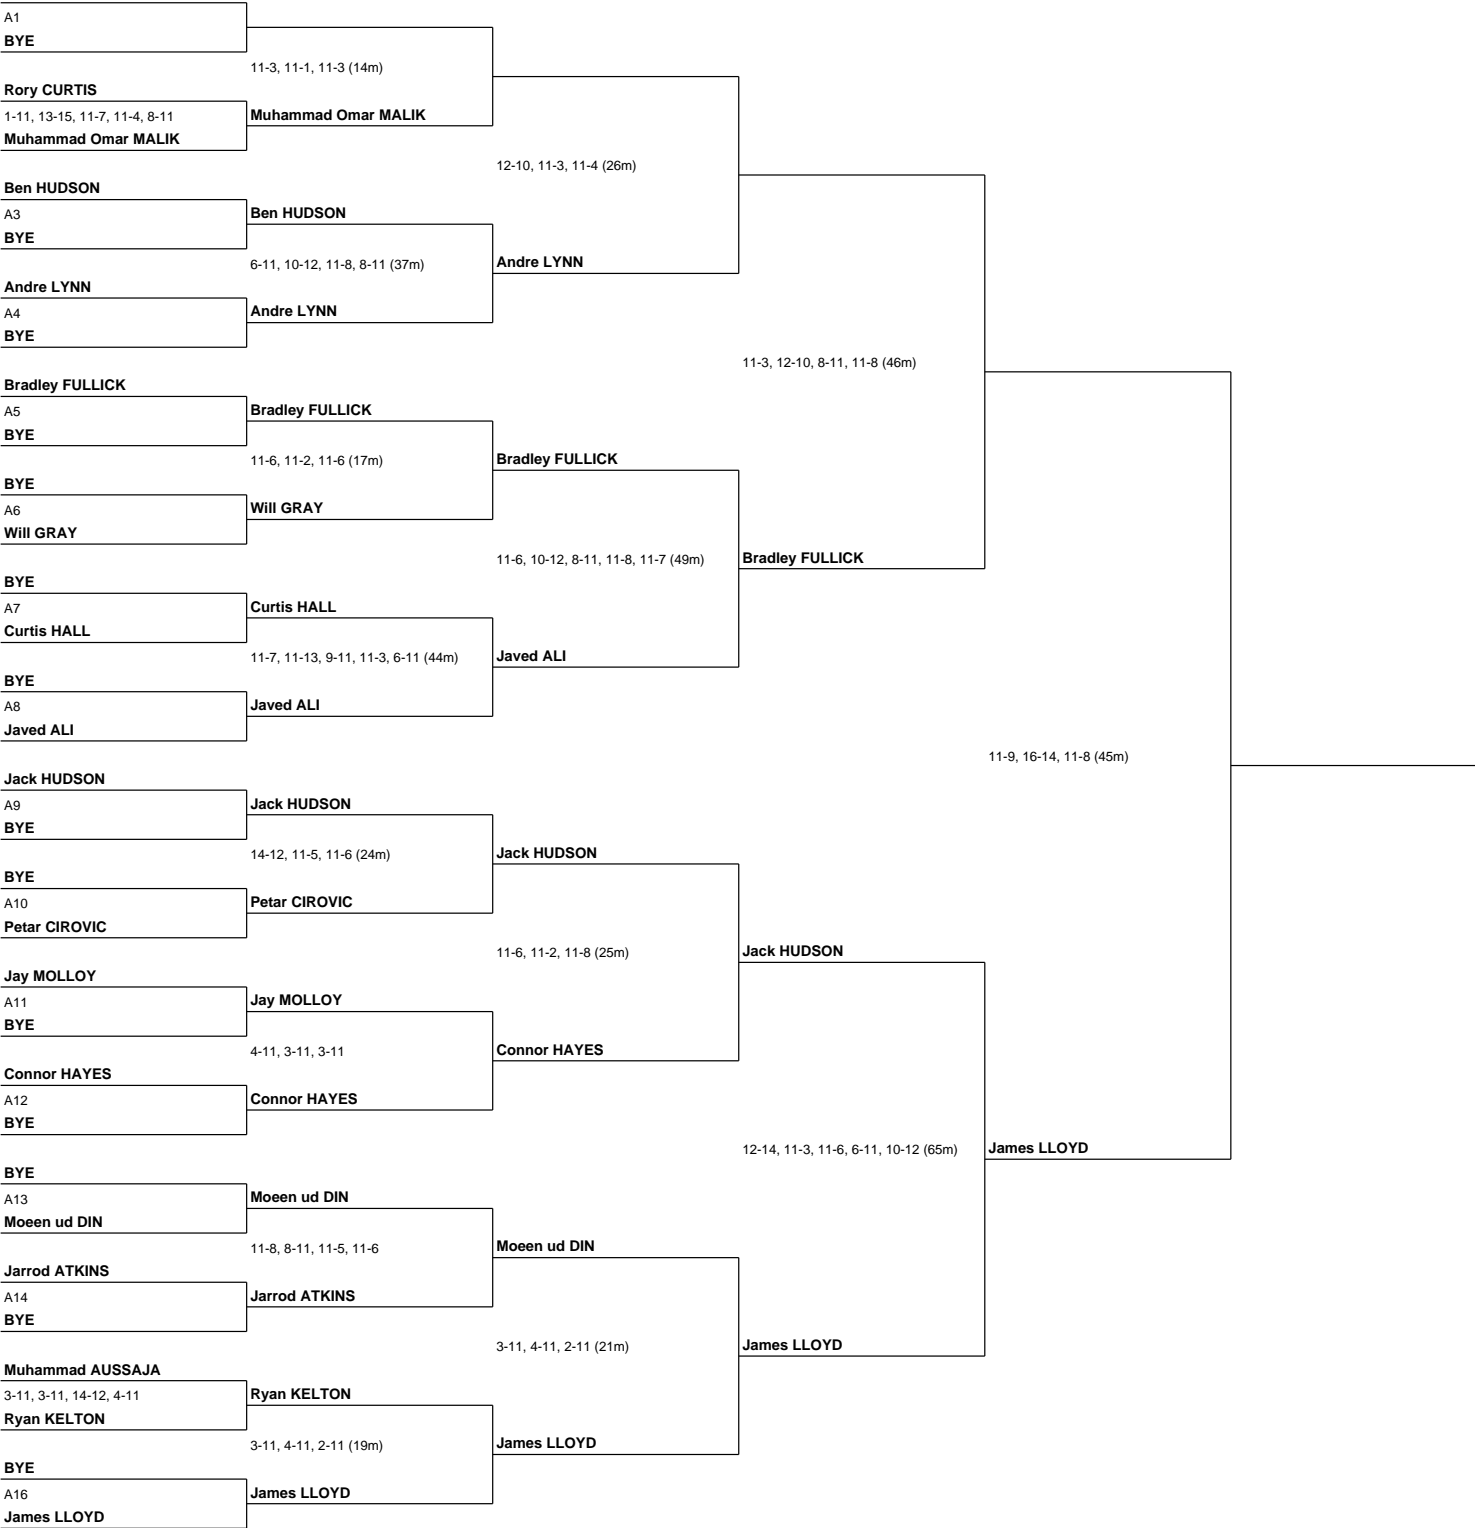 A1
BYE
11-3, 11-1, 11-3 (14m)
Rory CURTIS
1-11, 13-15, 11-7, 11-4, 8-11
Muhammad Omar MALIK
Muhammad Omar MALIK
12-10, 11-3, 11-4 (26m)
Ben HUDSON
A3
BYE
Ben HUDSON
6-11, 10-12, 11-8, 8-11 (37m)
Andre LYNN
Andre LYNN
A4
BYE
Andre LYNN
11-3, 12-10, 8-11, 11-8 (46m)
Bradley FULLICK
A5
BYE
Bradley FULLICK
11-6, 11-2, 11-6 (17m)
Bradley FULLICK
BYE
A6
Will GRAY
Will GRAY
11-6, 10-12, 8-11, 11-8, 11-7 (49m)
Bradley FULLICK
BYE
A7
Curtis HALL
Curtis HALL
11-7, 11-13, 9-11, 11-3, 6-11 (44m)
Javed ALI
BYE
A8
Javed ALI
Javed ALI
11-9, 16-14, 11-8 (45m)
Jack HUDSON
A9
BYE
Jack HUDSON
14-12, 11-5, 11-6 (24m)
Jack HUDSON
BYE
A10
Petar CIROVIC
Petar CIROVIC
11-6, 11-2, 11-8 (25m)
Jack HUDSON
Jay MOLLOY
A11
BYE
Jay MOLLOY
4-11, 3-11, 3-11
Connor HAYES
Connor HAYES
A12
BYE
Connor HAYES
12-14, 11-3, 11-6, 6-11, 10-12 (65m)
James LLOYD
BYE
A13
Moeen ud DIN
Moeen ud DIN
11-8, 8-11, 11-5, 11-6
Moeen ud DIN
Jarrod ATKINS
A14
BYE
Jarrod ATKINS
3-11, 4-11, 2-11 (21m)
James LLOYD
Muhammad AUSSAJA
3-11, 3-11, 14-12, 4-11
Ryan KELTON
Ryan KELTON
3-11, 4-11, 2-11 (19m)
James LLOYD
BYE
A16
James LLOYD
James LLOYD